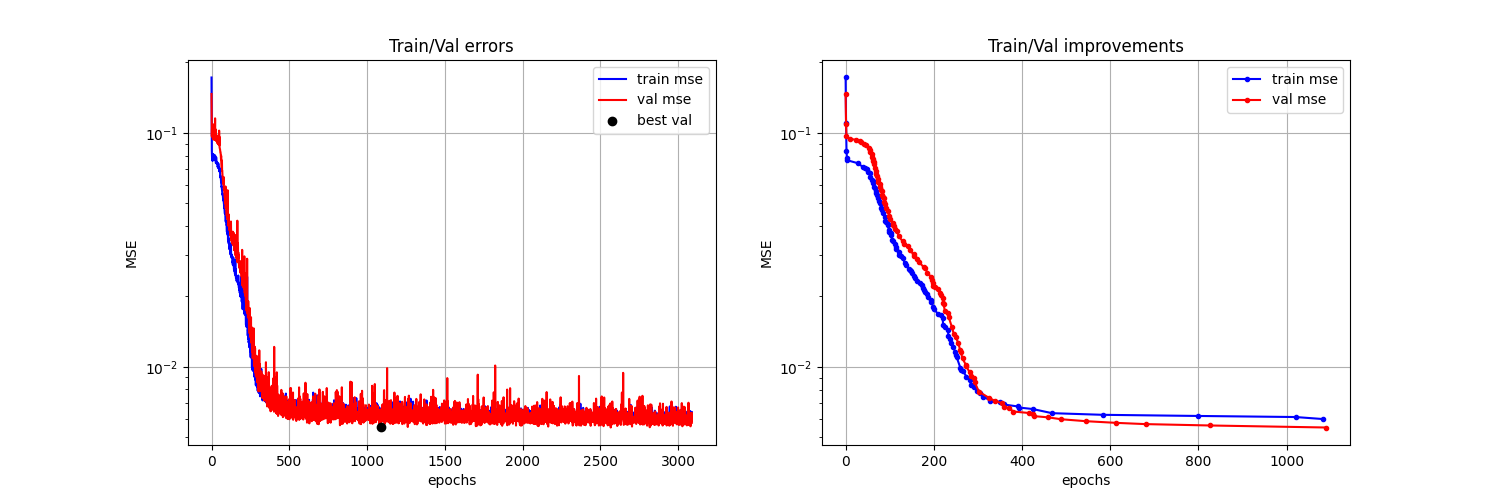 Train/Val errors
train mse
val mse
best val
10⁻¹
10⁻²
MSE
0 500 1000 1500 2000 2500 3000
epochs
Train/Val improvements
train mse
val mse
10⁻¹
10⁻²
MSE
0 200 400 600 800 1000
epochs